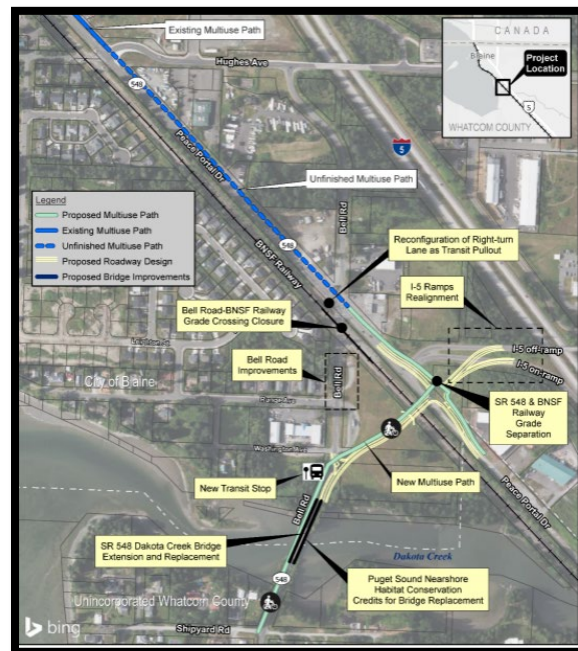 Existing Multiuse Path
Hughes Ave
548
Peace Portal Dr
5
CANADA
Blaine
Project
Location
5
WHATCOM COUNTY
Unfinished Multiuse Path
Legend
Proposed Multiuse Path
Existing Multiuse Path
Unfinished Multiuse Path
Proposed Roadway Design
Proposed Bridge Improvements
548
Bell Rd
BNSF Railway
Reconfiguration of Right-turn
Lane as Transit Pullout
I-5 Ramps
Realignment
Bell Road-BNSF Railway
Grade Crossing Closure
I-5 off-ramp
I-5 on-ramp
Bell Road
Improvements
Bell Rd
City of Blaine
SR 548 & BNSF
Railway
Grade
Separation
Washington Ave
New Transit Stop
New Multiuse Path
Bell Rd
Peace Portal Dr
SR 548 Dakota Creek Bridge
Extension and Replacement
Dakota Creek
Puget Sound Nearshore
Habitat Conservation
Credits for Bridge Replacement
548
Unincorporated Whatcom County
bing
Shipyard Rd